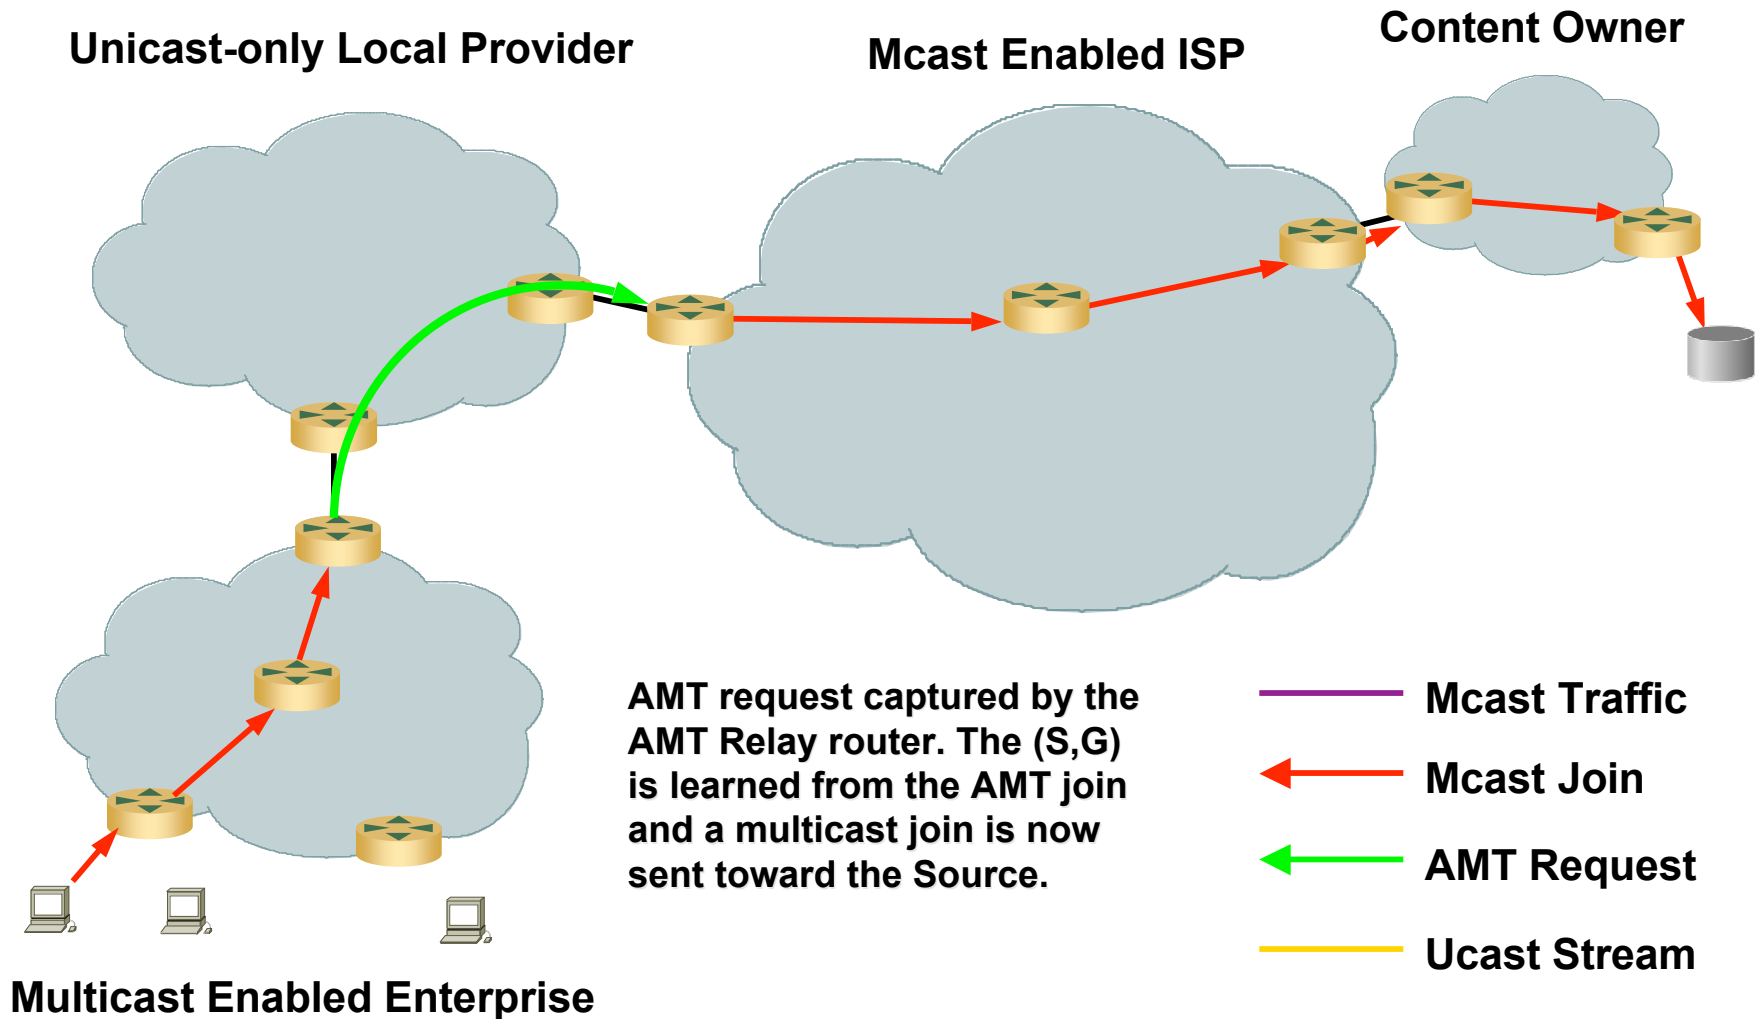 Unicast-only Local Provider
Mcast Enabled ISP
Content Owner
AMT request captured by the
AMT Relay router. The (S,G)
is learned from the AMT join
and a multicast join is now
sent toward the Source.
Mcast Traffic
Mcast Join
AMT Request
Ucast Stream
Multicast Enabled Enterprise